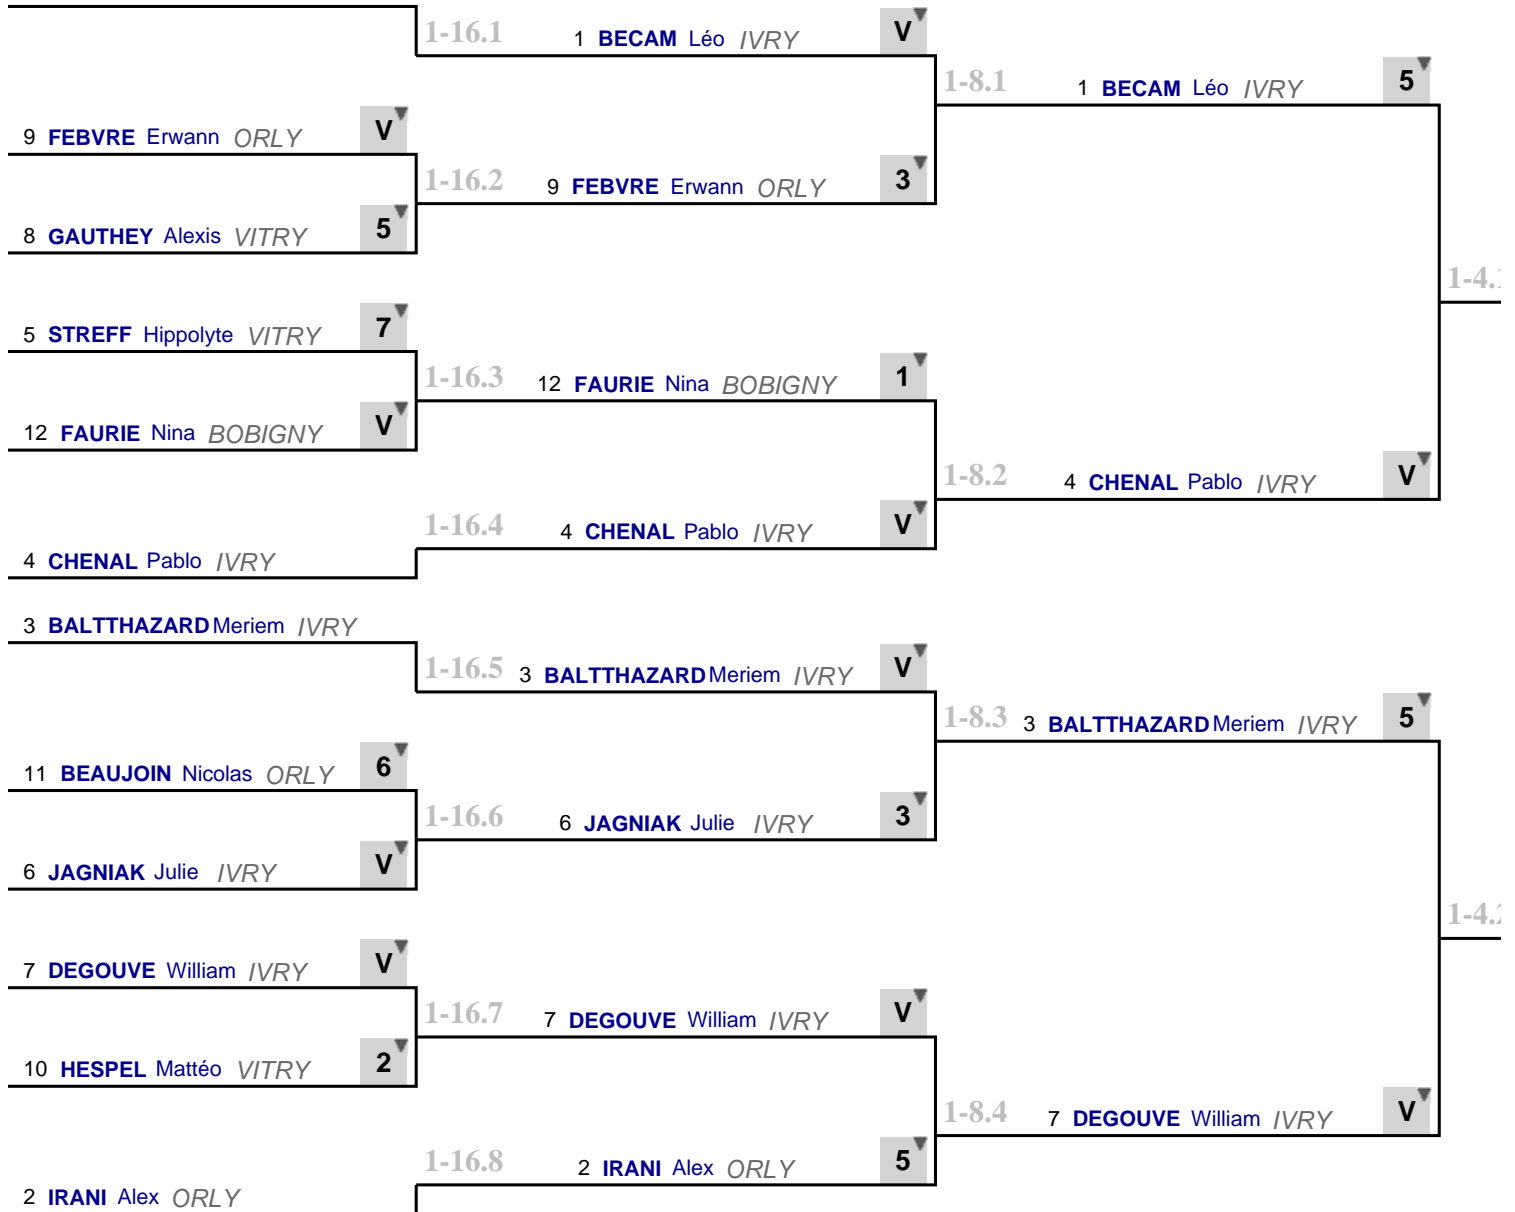 1-16.1 1 BECAM Léo IVRY V
1-8.1 1 BECAM Léo IVRY 5
9 FEBVRE Erwann ORLY V
1-16.2 9 FEBVRE Erwann ORLY 3
8 GAUTHEY Alexis VITRY 5
1-4.1
5 STREFF Hippolyte VITRY 7
1-16.3 12 FAURIE Nina BOBIGNY 1
12 FAURIE Nina BOBIGNY V
1-8.2 4 CHENAL Pablo IVRY V
1-16.4 4 CHENAL Pablo IVRY V
4 CHENAL Pablo IVRY
3 BALTTHAZARD Meriem IVRY
1-16.5 3 BALTTHAZARD Meriem IVRY V
1-8.3 3 BALTTHAZARD Meriem IVRY 5
11 BEAUJOIN Nicolas ORLY 6
1-16.6 6 JAGNIAK Julie IVRY 3
6 JAGNIAK Julie IVRY V
1-4.2
7 DEGOUVE William IVRY V
1-16.7 7 DEGOUVE William IVRY V
10 HESPEL Mattéo VITRY 2
1-8.4 7 DEGOUVE William IVRY V
1-16.8 2 IRANI Alex ORLY 5
2 IRANI Alex ORLY